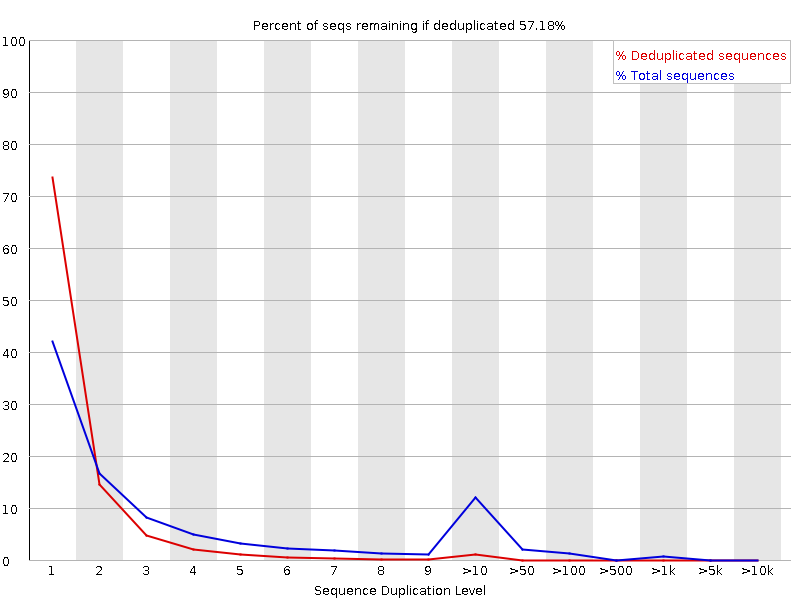 Percent of seqs remaining if deduplicated 57.18%
% Deduplicated sequences
% Total sequences
100
90
80
70
60
50
40
30
20
10
0
1 2 3 4 5 6 7 8 9 >10 >50 >100 >500 >1k >5k >10k
Sequence Duplication Level